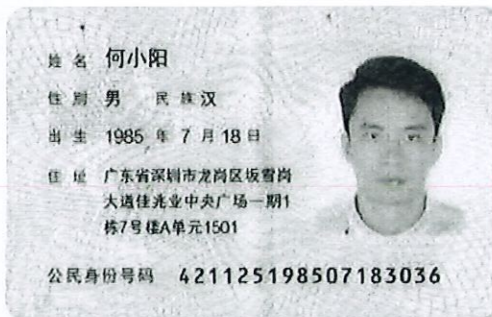 姓名 何小阳
性别 男 民族 汉
出生 1985 年 7 月 18 日
住址 广东省深圳市龙岗区坂雪岗
大道佳兆业中央广场一期1
栋7号楼A单元1501
公民身份号码 421125198507183036